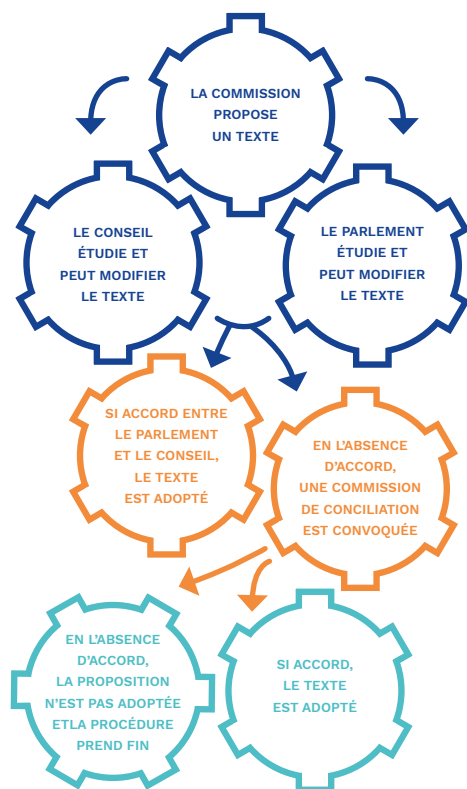 LA COMMISSION
PROPOSE
UN TEXTE
LE CONSEIL
ÉTUDIE ET
PEUT MODIFIER
LE TEXTE
LE PARLEMENT
ÉTUDIE ET
PEUT MODIFIER
LE TEXTE
SI ACCORD ENTRE
LE PARLEMENT
ET LE CONSEIL,
LE TEXTE
EST ADOPTÉ
EN L’ABSENCE
D’ACCORD,
UNE COMMISSION
DE CONCILIATION
EST CONVOQUÉE
EN L’ABSENCE
D’ACCORD,
LA PROPOSITION
N’EST PAS ADOPTÉE
ETLA PROCÉDURE
PREND FIN
SI ACCORD,
LE TEXTE
EST ADOPTÉ